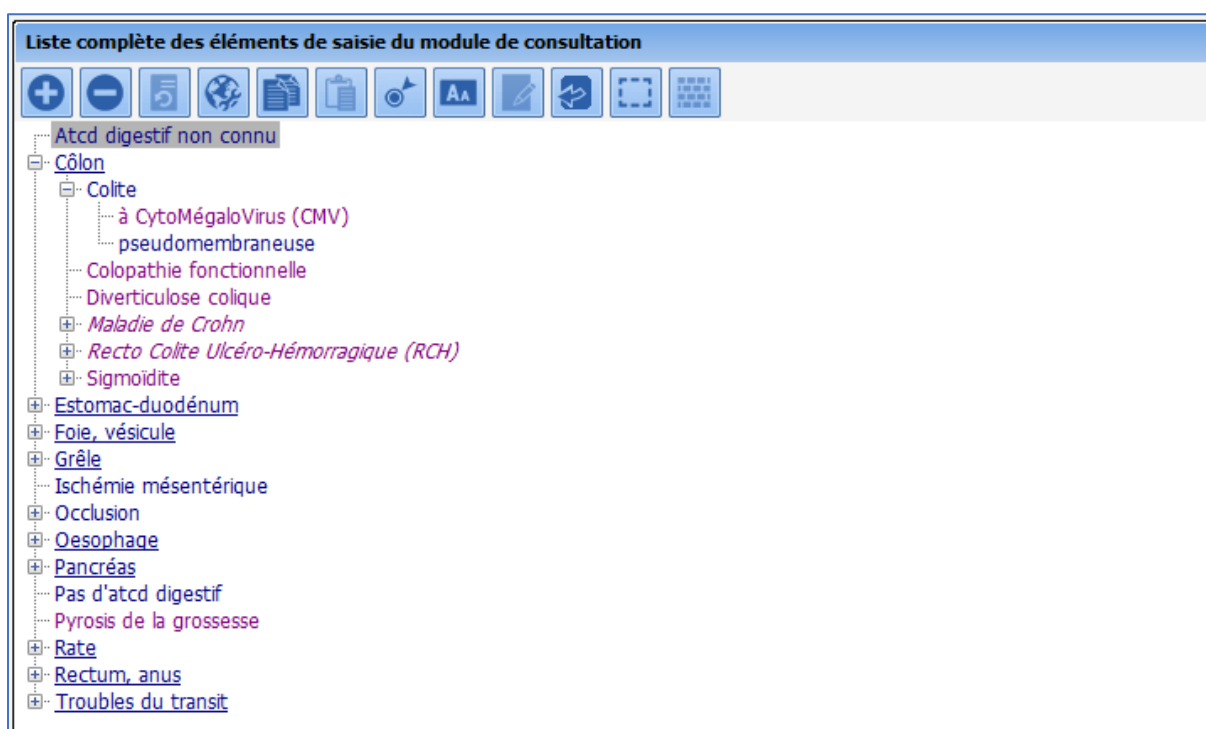 Liste complète des éléments de saisie du module de consultation
AA
Atcd digestif non connu
Côlon
Colite
à CytoMégaloVirus (CMV)
pseudomembraneuse
Colopathie fonctionnelle
Diverticulose colique
Maladie de Crohn
Recto Colite Ulcéro-Hémorragique (RCH)
Sigmoïdite
Estomac-duodénum
Foie, vésicule
Grêle
Ischémie mésentérique
Occlusion
Oesophage
Pancréas
Pas d'atcd digestif
Pyrosis de la grossesse
Rate
Rectum, anus
Troubles du transit